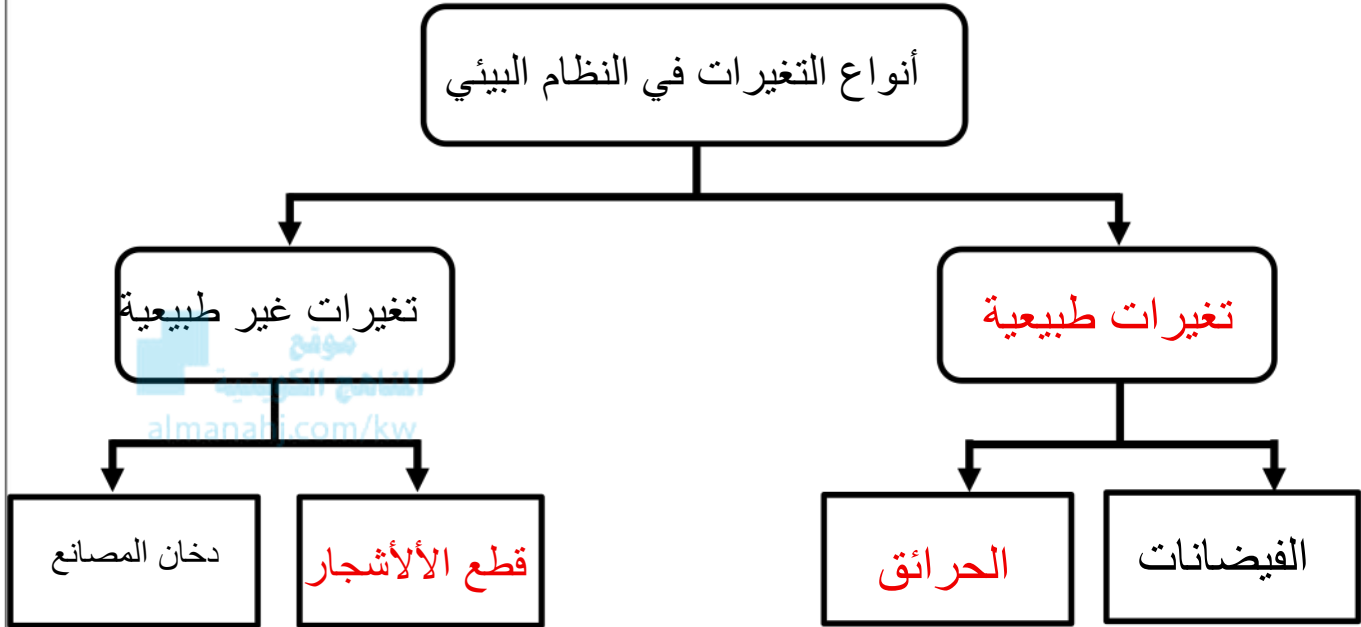 أنواع التغيرات في النظام البيئي
تغيرات طبيعية
تغيرات غير طبيعية
موقع
المناهج الكويتية
almanahj.com/kw
الفيضانات
الحرائق
قطع الألأشجار
دخان المصانع